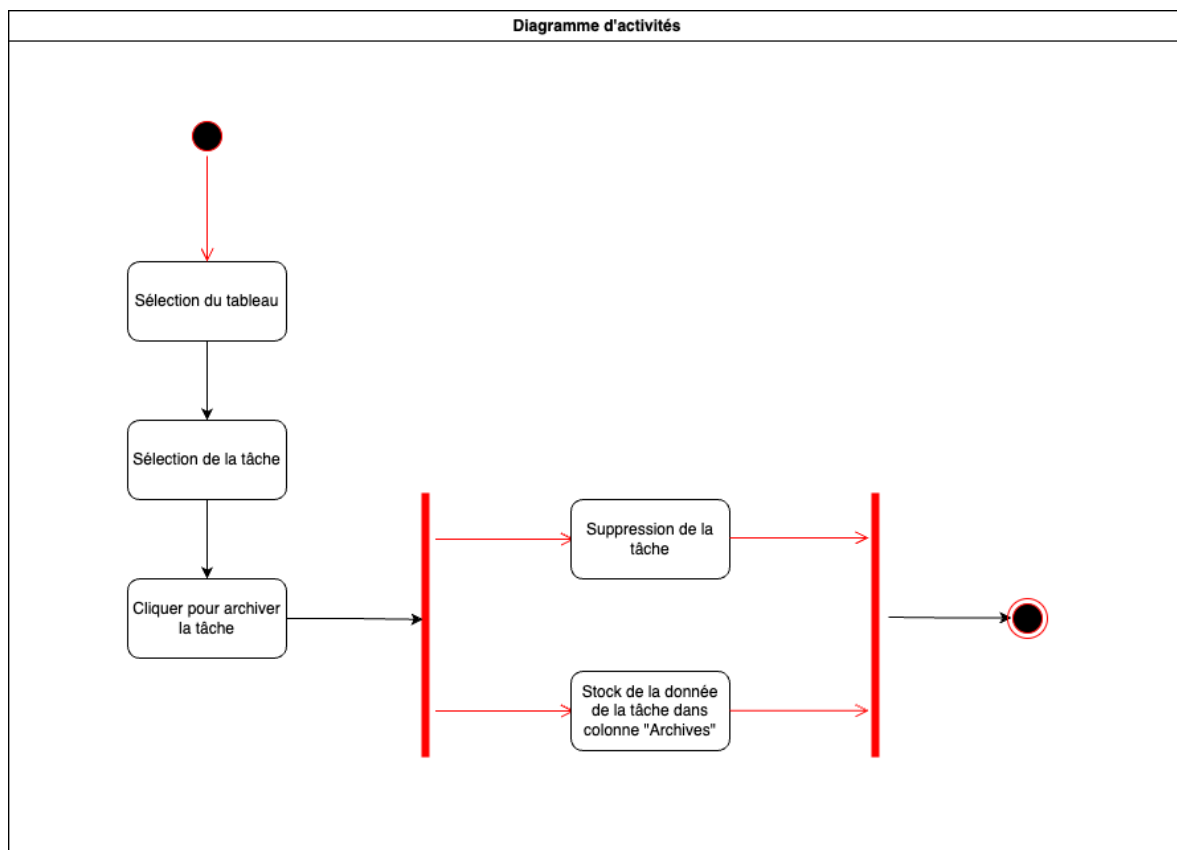 Diagramme d'activités
Sélection du tableau
Sélection de la tâche
Cliquer pour archiver
la tâche
Suppression de la
tâche
Stock de la donnée
de la tâche dans
colonne "Archives"